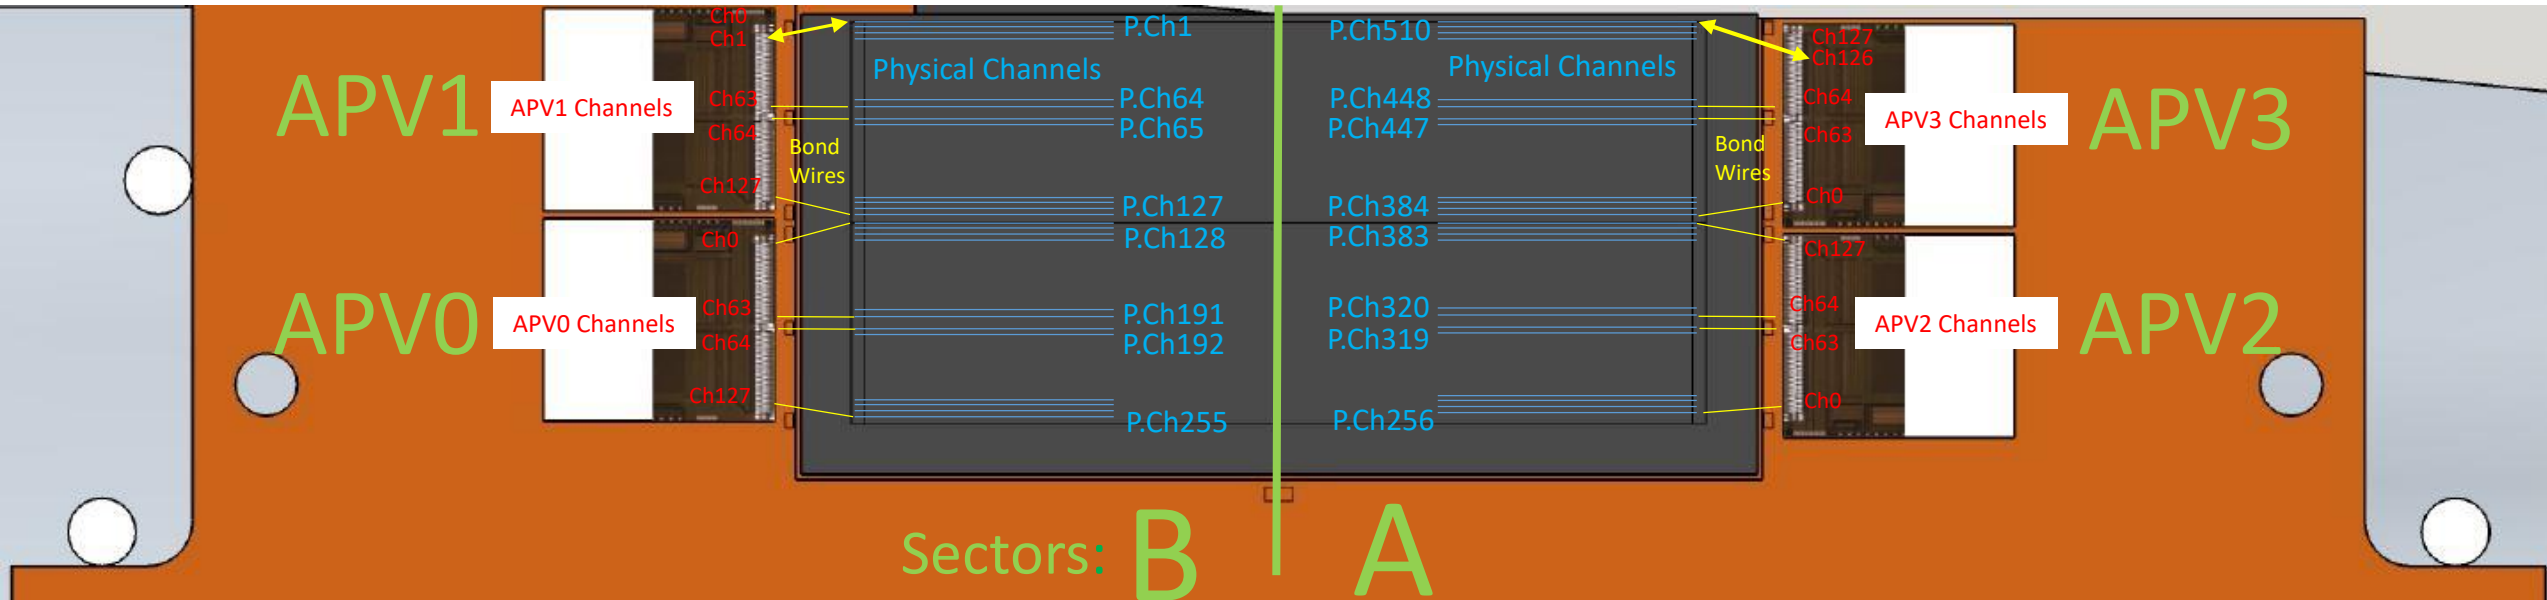 APV1
APV1 Channels
Ch0
Ch1
Ch63
Ch64
Ch127
Bond
Wires
Physical Channels
P.Ch1
P.Ch64
P.Ch65
P.Ch127
P.Ch128
P.Ch191
P.Ch192
P.Ch255
APV0
APV0 Channels
Ch0
Ch63
Ch64
Ch127
P.Ch510
Physical Channels
P.Ch448
P.Ch447
P.Ch384
P.Ch383
P.Ch320
P.Ch319
P.Ch256
Bond
Wires
Ch127
Ch126
Ch64
Ch63
Ch0
APV3 Channels
APV3
Ch127
Ch64
Ch63
Ch0
APV2 Channels
APV2
Sectors: B A